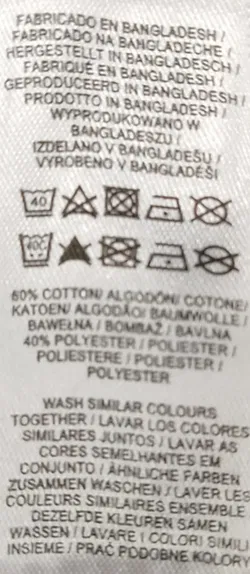 FABRICADO EN BANGLADESH /
FABRICADO NA BANGLADECHE /
HERGESTELLT IN BANGLADESCH /
FABRIQUÉ EN BANGLADESH /
GEPRODUCEERD IN BANGLADESH /
PRODOTTO IN BANGLADESH /
WYPRODUKOWANO W
BANGLADESZU /
IZDELANO V BANGLADEŠU /
VYROBENO V BANGLADÉŠI
40
40C
60% COTTON/ ALGODÓN/ COTONE/
KATOEN/ ALGODÃO/ BAUMWOLLE /
BAWEŁNA / BOMBAŽ / BAVLNA
40% POLYESTER / POLIESTER /
POLIESTERE / POLIESTER /
POLYESTER
WASH SIMILAR COLOURS
TOGETHER / LAVAR LOS COLORES
SIMILARES JUNTOS / LAVAR AS
CORES SEMELHANTES EM
CONJUNTO / ÄHNLICHE FARBEN
ZUSAMMEN WASCHEN / LAVER LES
COULEURS SIMILAIRES ENSEMBLE
DEZELFDE KLEUREN SAMEN
WASSEN / LAVARE I COLORI SIMILI
INSIEME / PRAĆ PODOBNE KOLORY